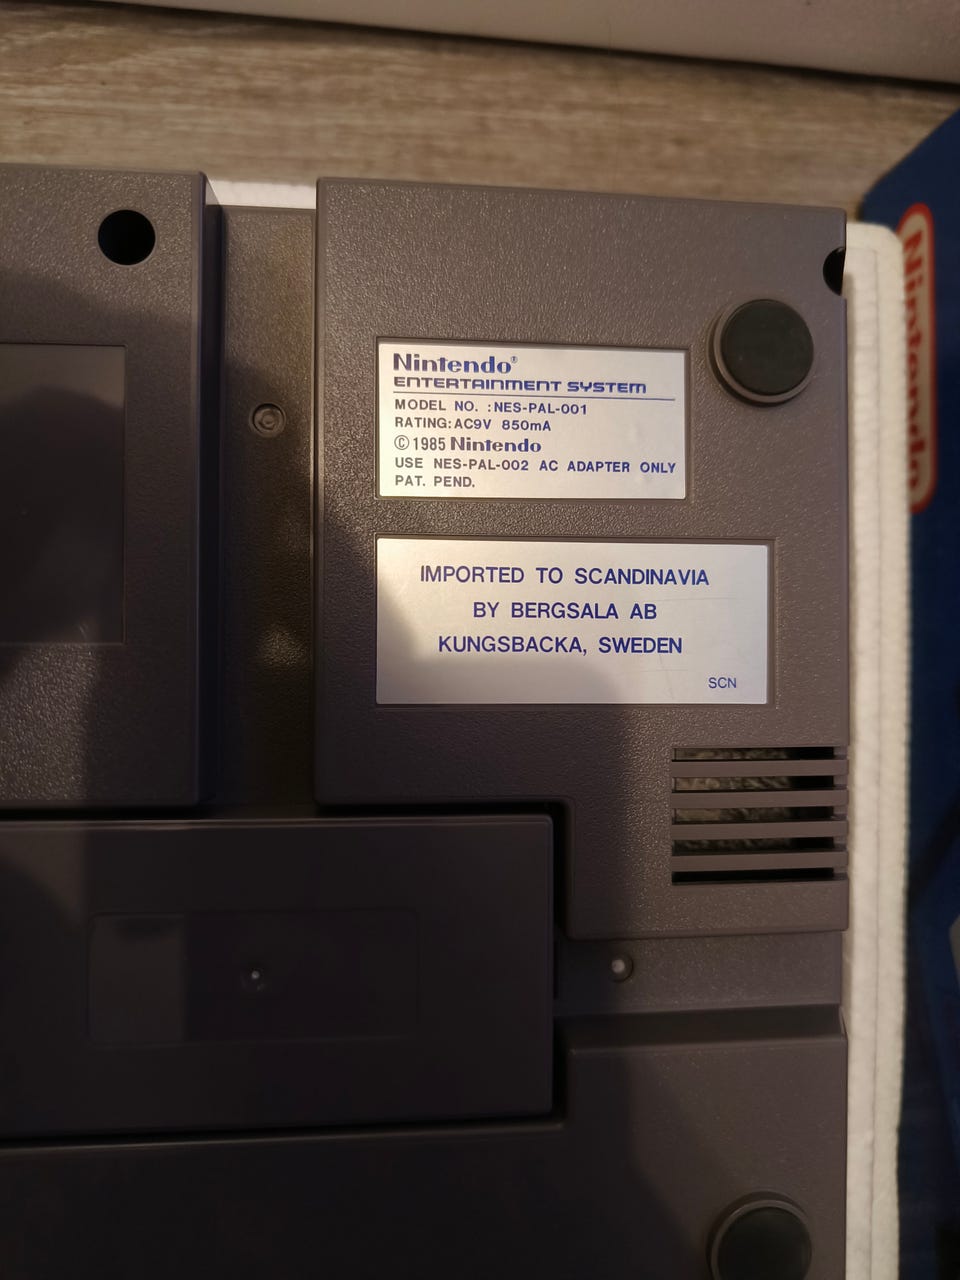 Nintendo®
ENTERTAINMENT SYSTEM
MODEL NO. :NES-PAL-001
RATING:AC9V 850mA
©1985 Nintendo
USE NES-PAL-002 AC ADAPTER ONLY
PAT. PEND.
IMPORTED TO SCANDINAVIA
BY BERGSALA AB
KUNGSBACKA, SWEDEN
SCN
Nintendo